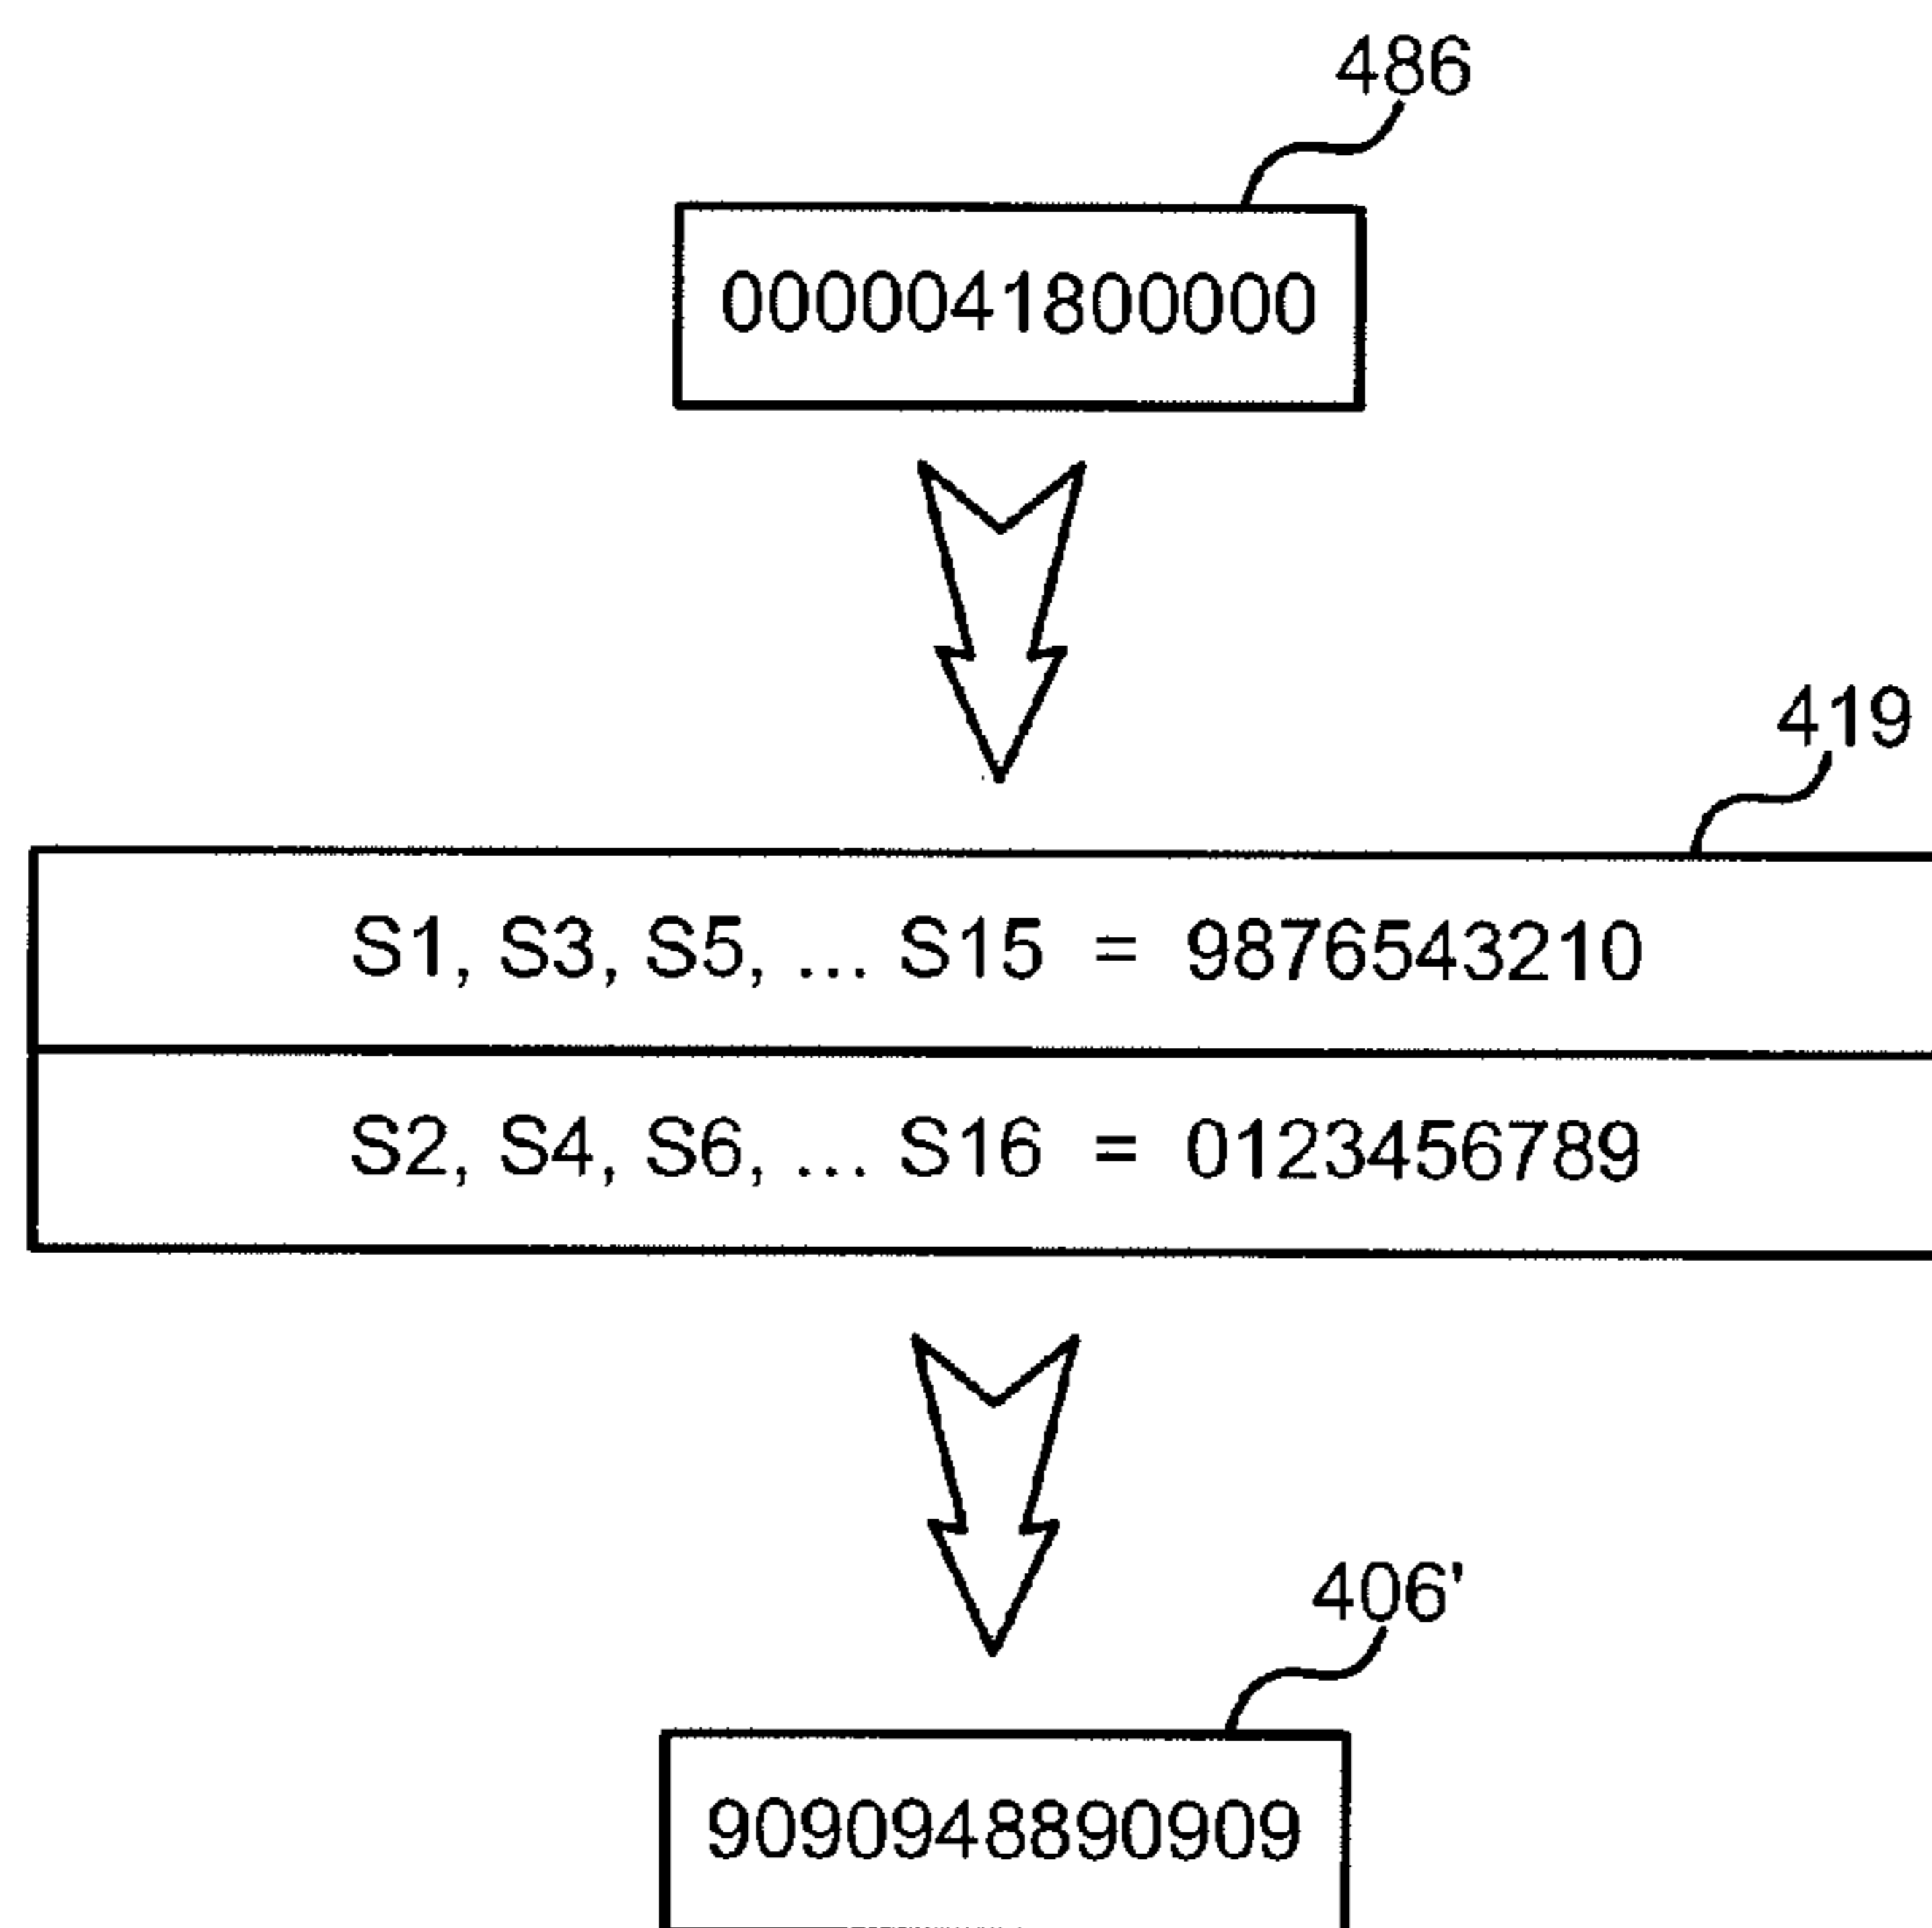 486
0000041800000
419
S1, S3, S5, ... S15 = 9876543210
S2, S4, S6, ... S16 = 0123456789
406'
9090948890909